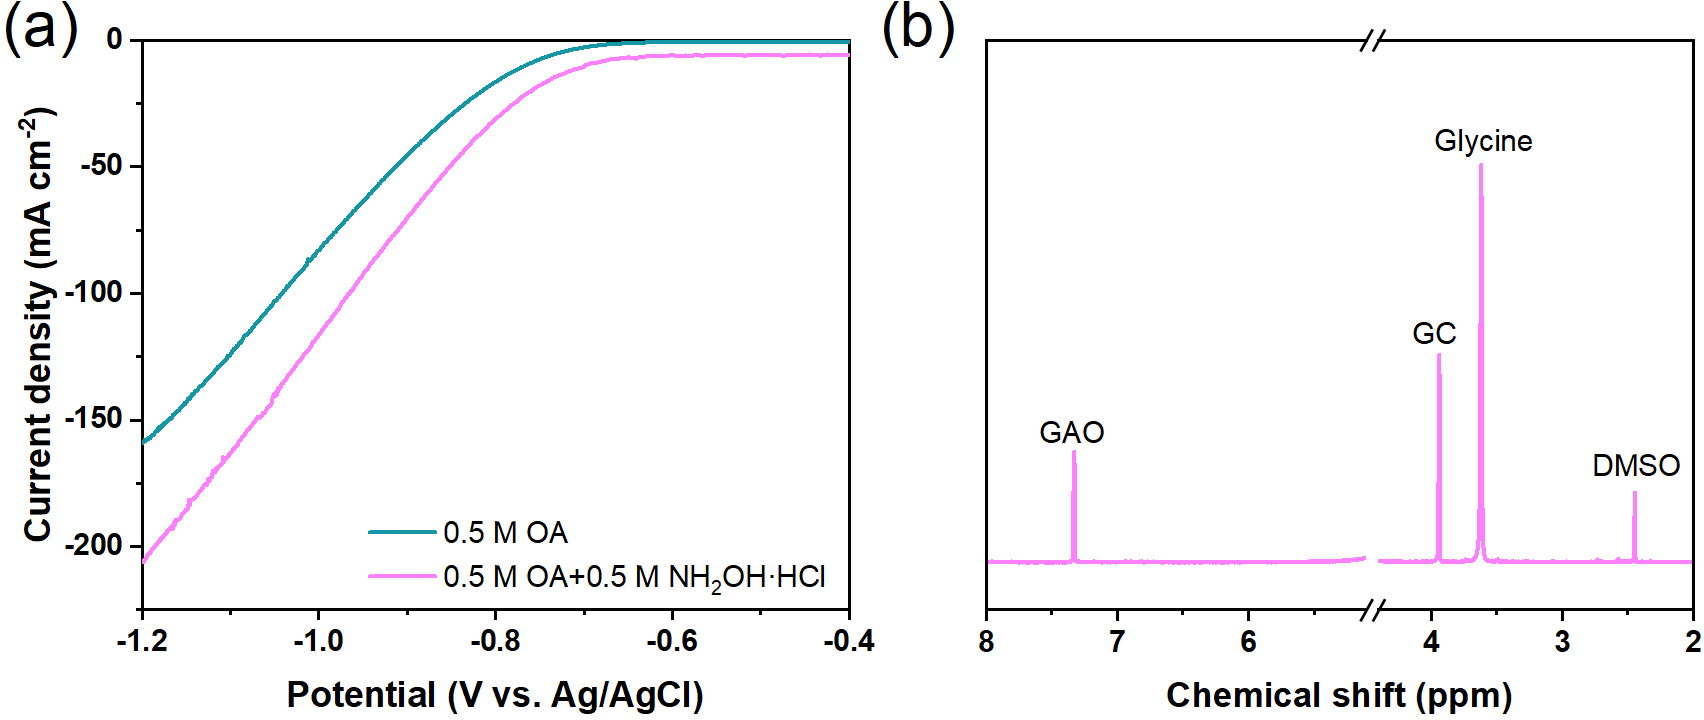 (a)
0
-50
-100
-150
-200
Current density (mA cm⁻²)
0.5 M OA
0.5 M OA+0.5 M NH₂OH·HCl
-1.2 -1.0 -0.8 -0.6 -0.4
Potential (V vs. Ag/AgCl)
(b)
Glycine
GC
GAO
DMSO
8 7 6 4 3 2
Chemical shift (ppm)